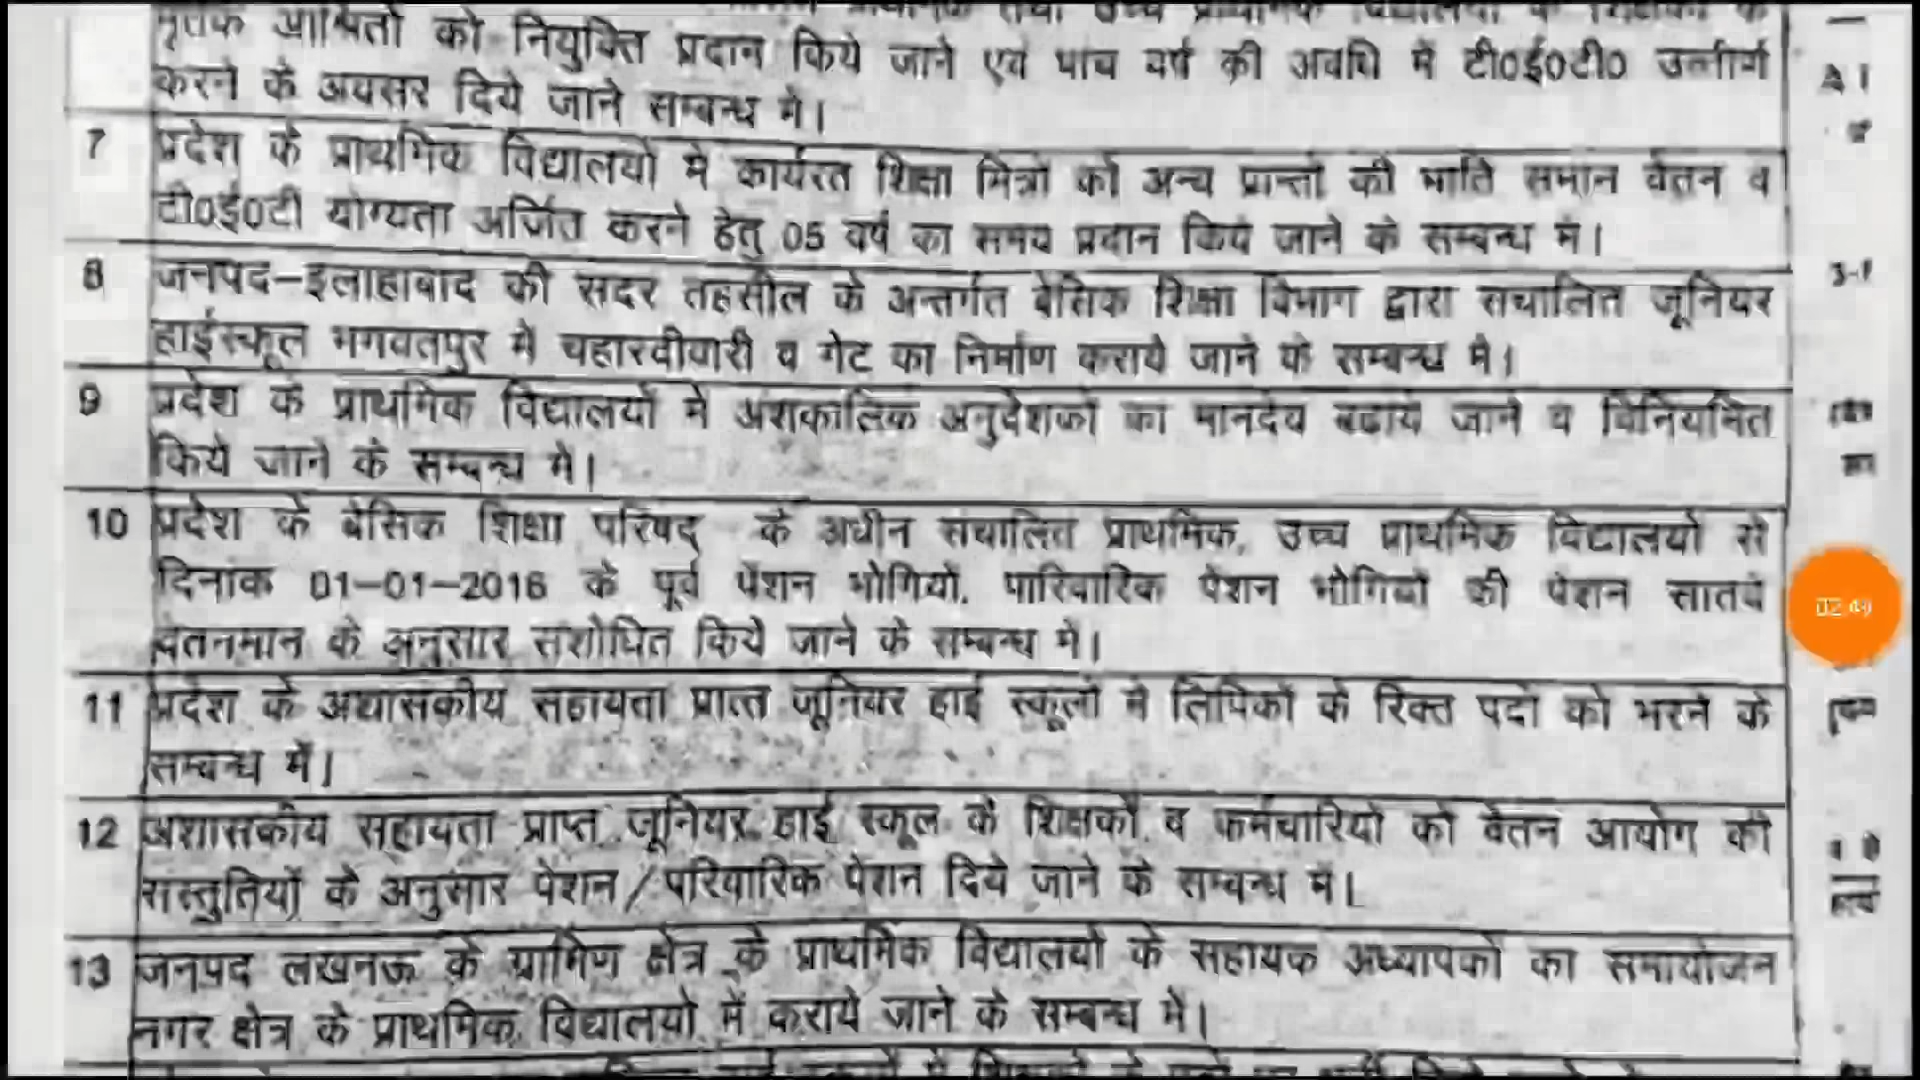 मृतक आश्रितों को नियुक्ति प्रदान किये जाने एवं पांच वर्ष की अवधि में टी0ई0टी0 उत्तीर्ण
करने के अवसर दिये जाने सम्बन्ध में।
7 प्रदेश के प्राथमिक विद्यालयों में कार्यरत शिक्षा मित्रों को अन्य प्रान्तों की भांति समान वेतन व
टी0ई0टी योग्यता अर्जित करने हेतु 05 वर्ष का समय प्रदान किये जाने के सम्बन्ध में।
8 जनपद–इलाहाबाद की सदर तहसील के अन्तर्गत बेसिक शिक्षा विभाग द्वारा संचालित जूनियर
हाईस्कूल भगवतपुर में चहारदीवारी व गेट का निर्माण कराये जाने के सम्बन्ध में।
9 प्रदेश के प्राथमिक विद्यालयों में अंशकालिक अनुदेशकों का मानदेय बढाये जाने व विनियमित
किये जाने के सम्बन्ध में।
10 प्रदेश के बेसिक शिक्षा परिषद के अधीन संचालित प्राथमिक, उच्च प्राथमिक विद्यालयों से
दिनांक 01–01–2016 के पूर्व पेंशन भोगियों, पारिवारिक पेंशन भोगियों की पेंशन सातवें
वेतनमान के अनुसार संशोधित किये जाने के सम्बन्ध में।
11 प्रदेश के अशासकीय सहायता प्राप्त जूनियर हाई स्कूलों में लिपिकों के रिक्त पदों को भरने के
सम्बन्ध में।
12 अशासकीय सहायता प्राप्त जूनियर हाई स्कूल के शिक्षकों व कर्मचारियों को वेतन आयोग की
संस्तुतियों के अनुसार पेंशन/परिवारिक पेंशन दिये जाने के सम्बन्ध में।
13 जनपद लखनऊ के ग्रामिण क्षेत्र के प्राथमिक विद्यालयों के सहायक अध्यापकों का समायोजन
नगर क्षेत्र के प्राथमिक विद्यालयों में कराये जाने के सम्बन्ध में।